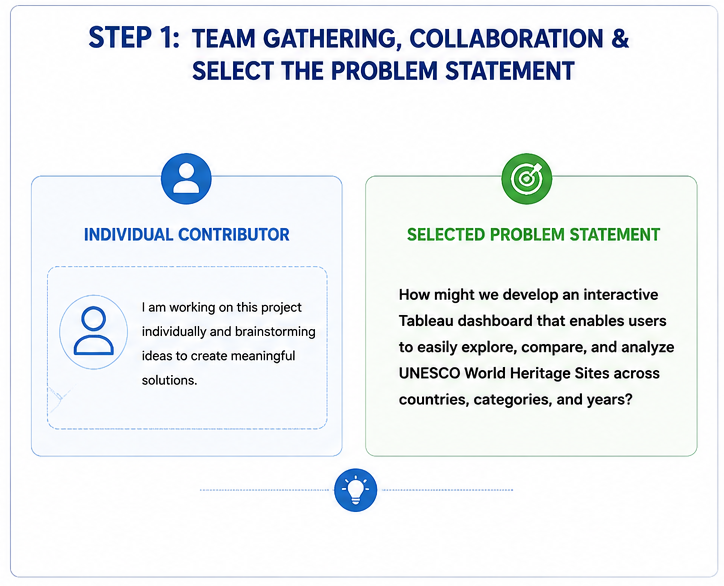 STEP 1: TEAM GATHERING, COLLABORATION &
SELECT THE PROBLEM STATEMENT
INDIVIDUAL CONTRIBUTOR
I am working on this project
individually and brainstorming
ideas to create meaningful
solutions.
SELECTED PROBLEM STATEMENT
How might we develop an interactive
Tableau dashboard that enables users
to easily explore, compare, and analyze
UNESCO World Heritage Sites across
countries, categories, and years?